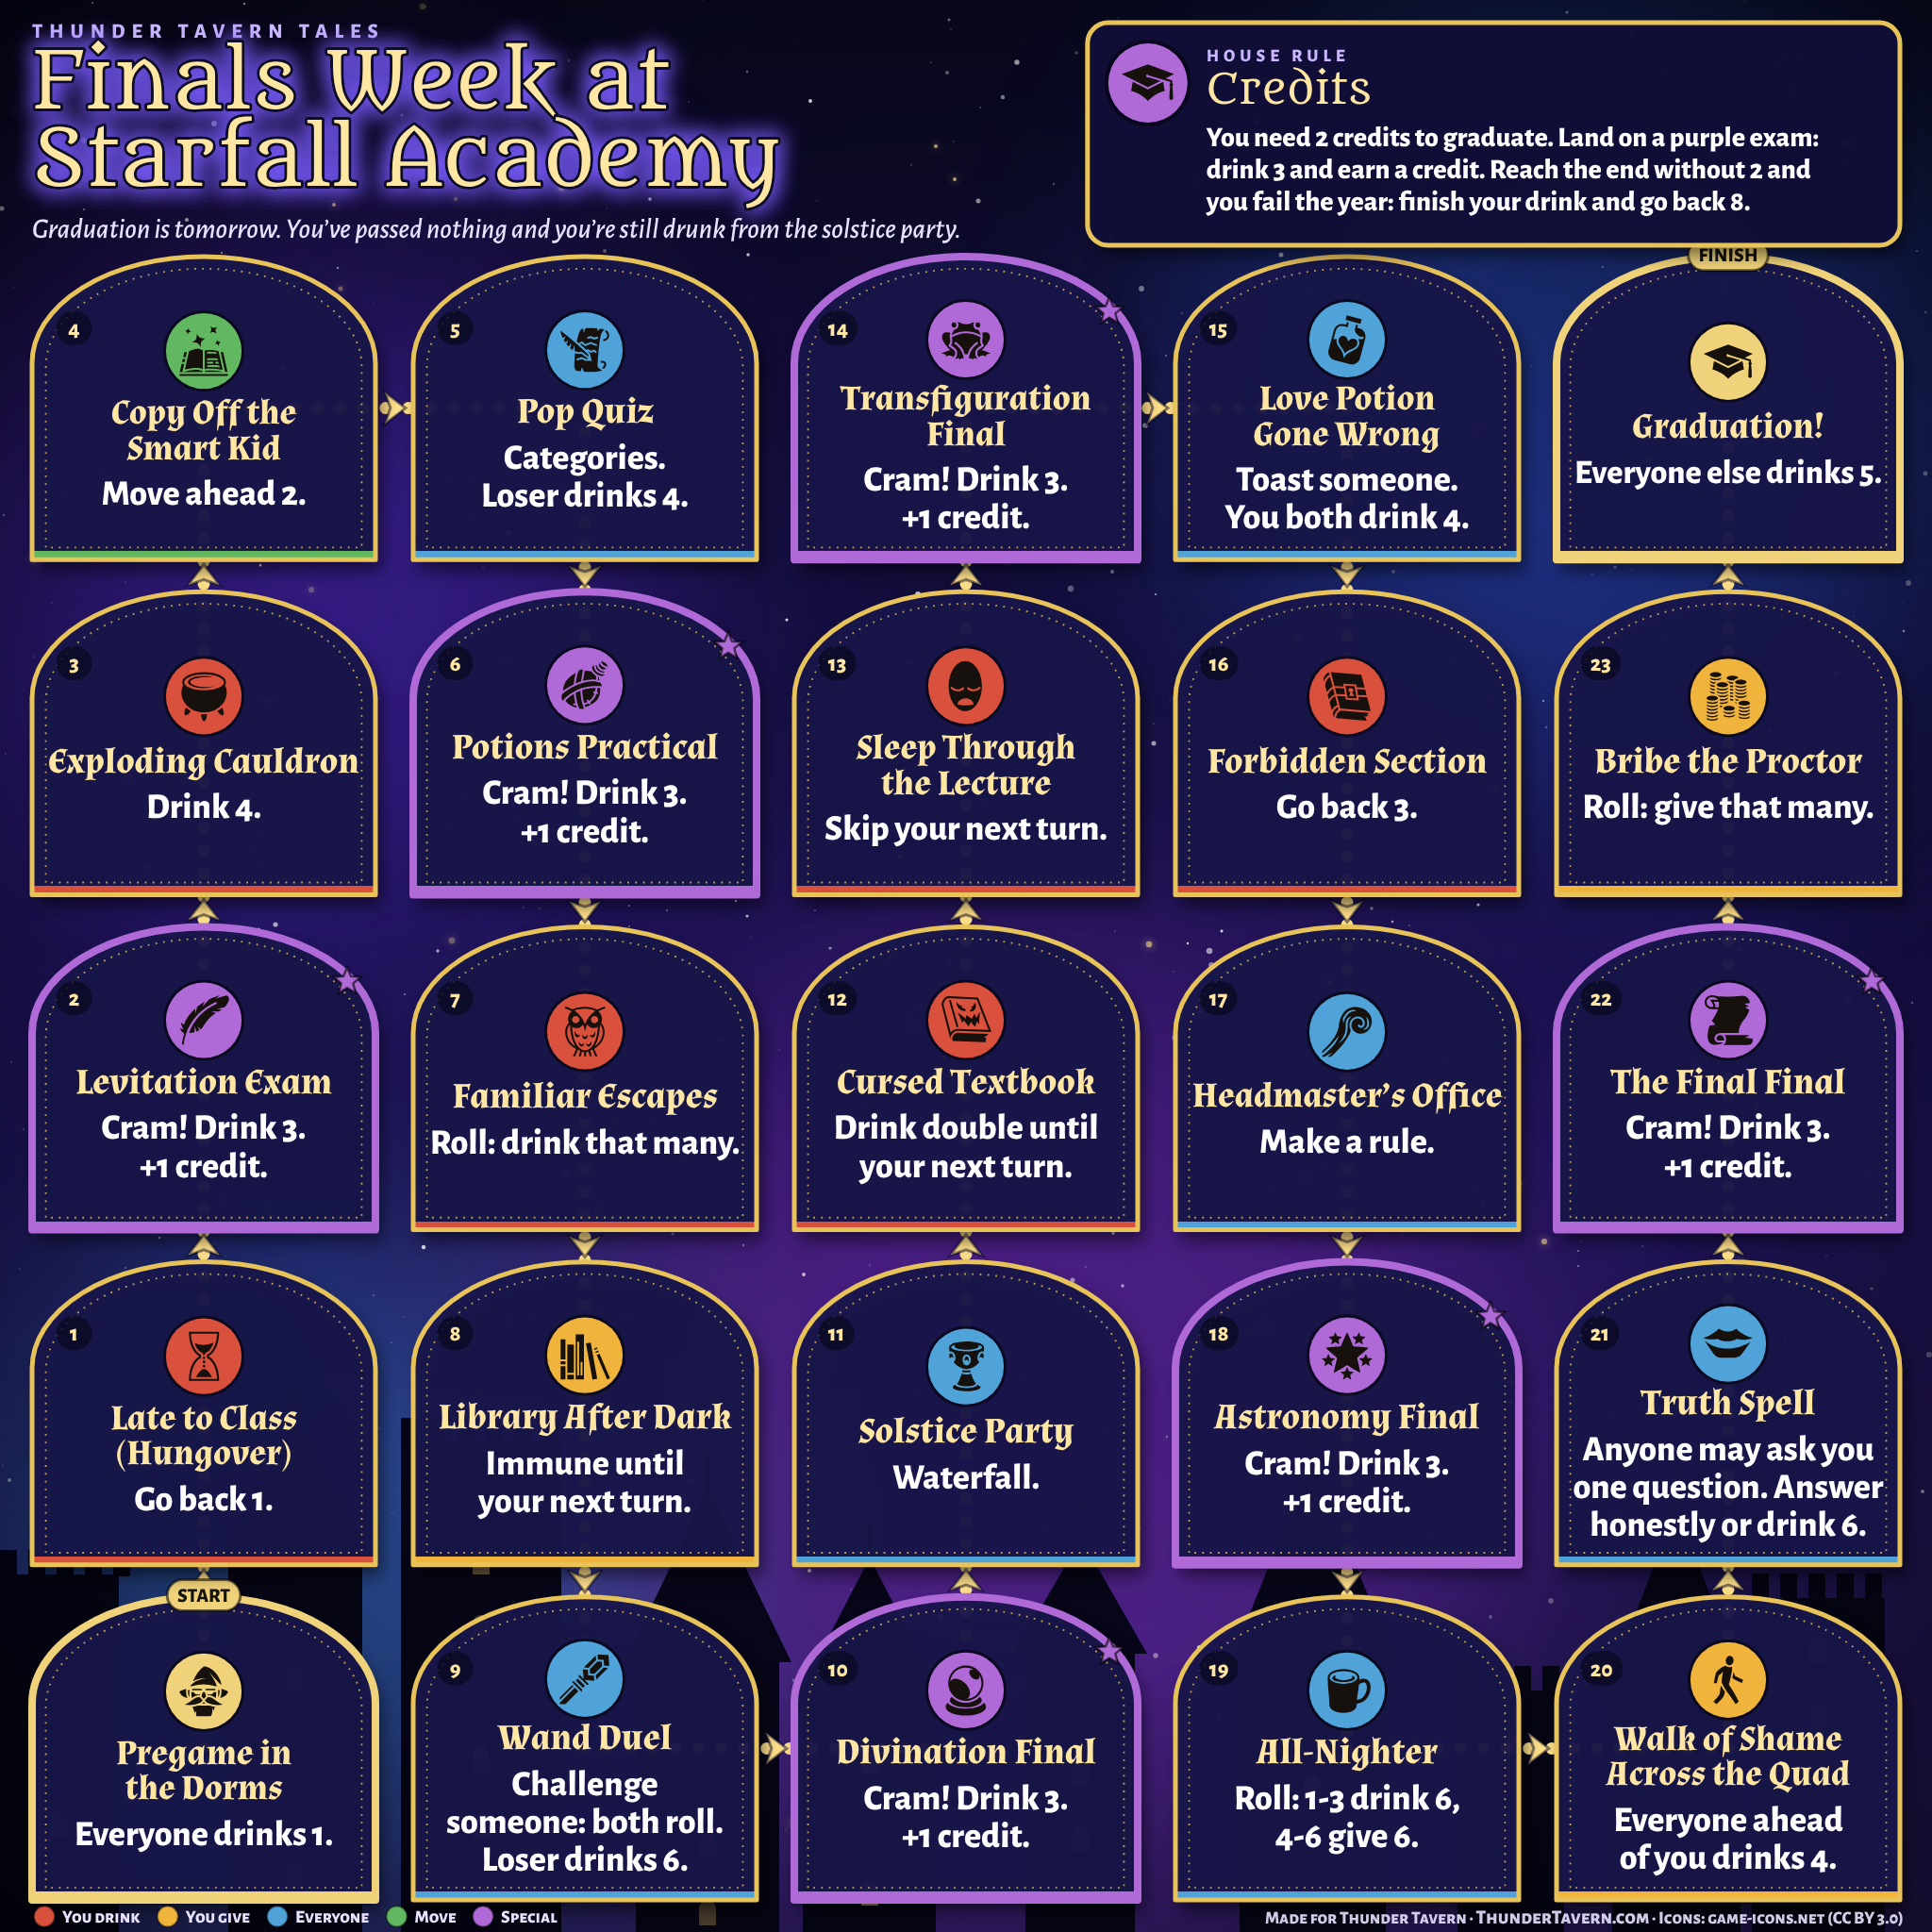 THUNDER TAVERN TALES
Finals Week at
Starfall Academy
Graduation is tomorrow. You've passed nothing and you're still drunk from the solstice party.
HOUSE RULE
Credits
You need 2 credits to graduate. Land on a purple exam:
drink 3 and earn a credit. Reach the end without 2 and
you fail the year: finish your drink and go back 8.
4
Copy Off the
Smart Kid
Move ahead 2.
5
Pop Quiz
Categories.
Loser drinks 4.
14
Transfiguration
Final
Cram! Drink 3.
+1 credit.
15
Love Potion
Gone Wrong
Toast someone.
You both drink 4.
FINISH
Graduation!
Everyone else drinks 5.
3
Exploding Cauldron
Drink 4.
6
Potions Practical
Cram! Drink 3.
+1 credit.
13
Sleep Through
the Lecture
Skip your next turn.
16
Forbidden Section
Go back 3.
23
Bribe the Proctor
Roll: give that many.
2
Levitation Exam
Cram! Drink 3.
+1 credit.
7
Familiar Escapes
Roll: drink that many.
12
Cursed Textbook
Drink double until
your next turn.
17
Headmaster's Office
Make a rule.
22
The Final Final
Cram! Drink 3.
+1 credit.
1
Late to Class
(Hungover)
Go back 1.
8
Library After Dark
Immune until
your next turn.
11
Solstice Party
Waterfall.
18
Astronomy Final
Cram! Drink 3.
+1 credit.
21
Truth Spell
Anyone may ask you
one question. Answer
honestly or drink 6.
START
Pregame in
the Dorms
Everyone drinks 1.
9
Wand Duel
Challenge
someone: both roll.
Loser drinks 6.
10
Divination Final
Cram! Drink 3.
+1 credit.
19
All-Nighter
Roll: 1-3 drink 6,
4-6 give 6.
20
Walk of Shame
Across the Quad
Everyone ahead
of you drinks 4.
YOU DRINK YOU GIVE EVERYONE MOVE SPECIAL
MADE FOR THUNDER TAVERN · THUNDERTAVERN.COM · ICONS: GAME-ICONS.NET (CC BY 3.0)